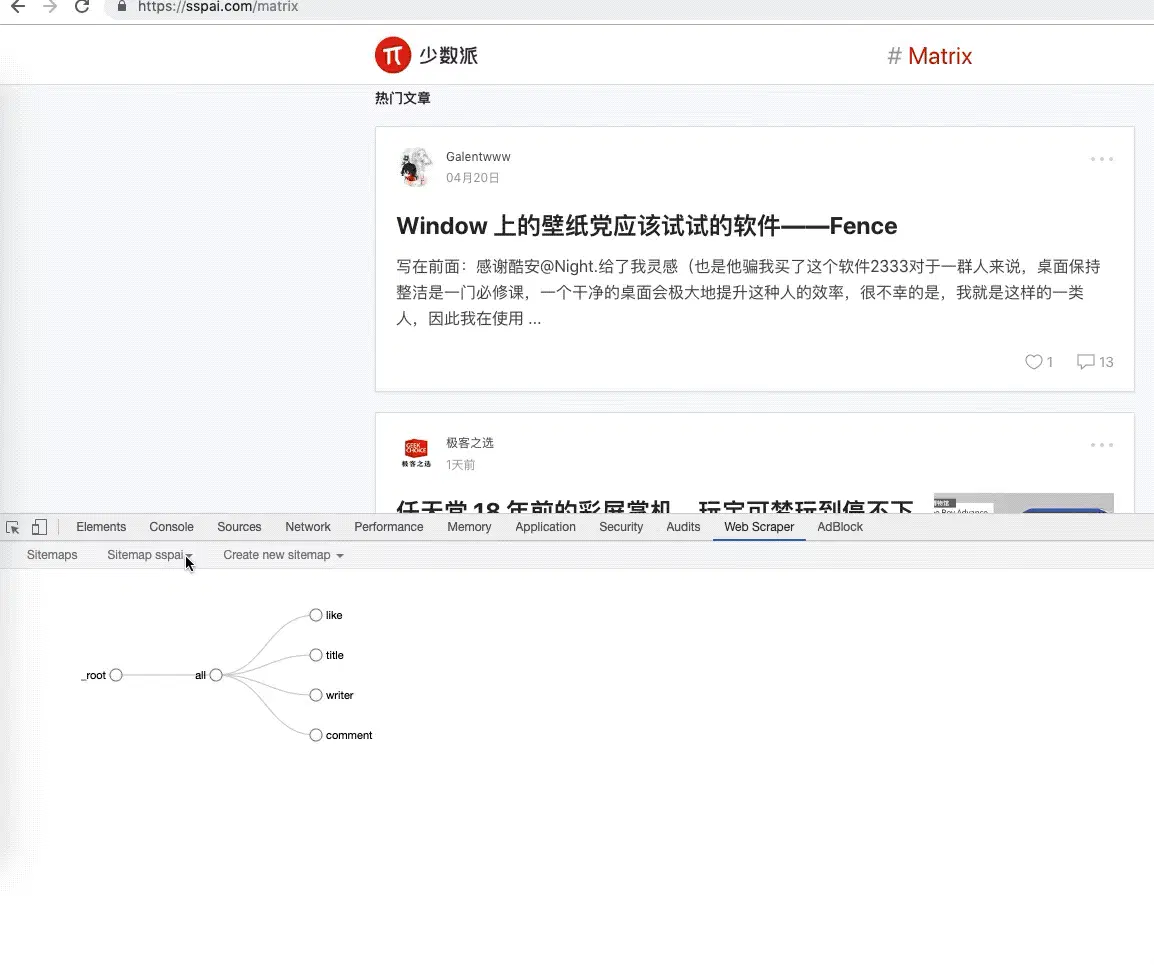 https://sspai.com/matrix
少数派
# Matrix
热门文章
Galentwww
04月20日
Window 上的壁纸党应该试试的软件——Fence
写在前面：感谢酷安@Night.给了我灵感（也是他骗我买了这个软件2333对于一群人来说，桌面保持
整洁是一门必修课，一个干净的桌面会极大地提升这种人的效率，很不幸的是，我就是这样的一类
人，因此我在使用 ...
1
13
GEEK CHOICE
极客之选
极客之选
1天前
任天堂 18 年前的彩屏掌机，玩家可禁玩到停不下
Boy Advance
Elements Console Sources Network Performance Memory Application Security Audits Web Scraper AdBlock
Sitemaps Sitemap sspai Create new sitemap
like
title
_root all
writer
comment